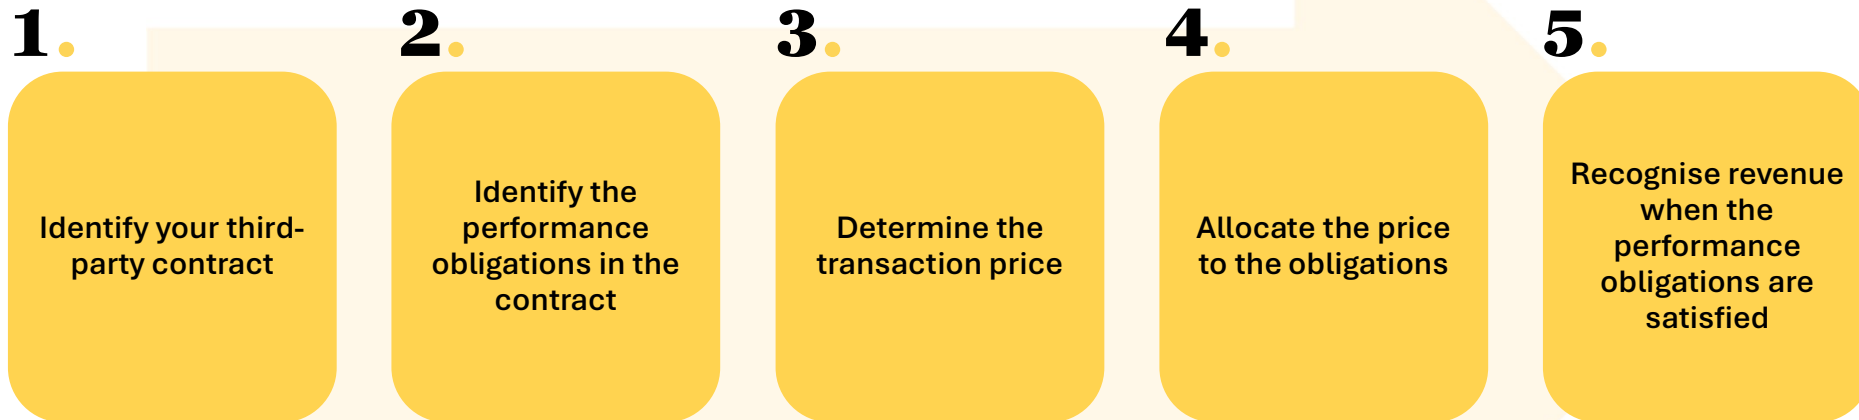 1.
Identify your third-
party contract
2.
Identify the
performance
obligations in the
contract
3.
Determine the
transaction price
4.
Allocate the price
to the obligations
5.
Recognise revenue
when the
performance
obligations are
satisfied